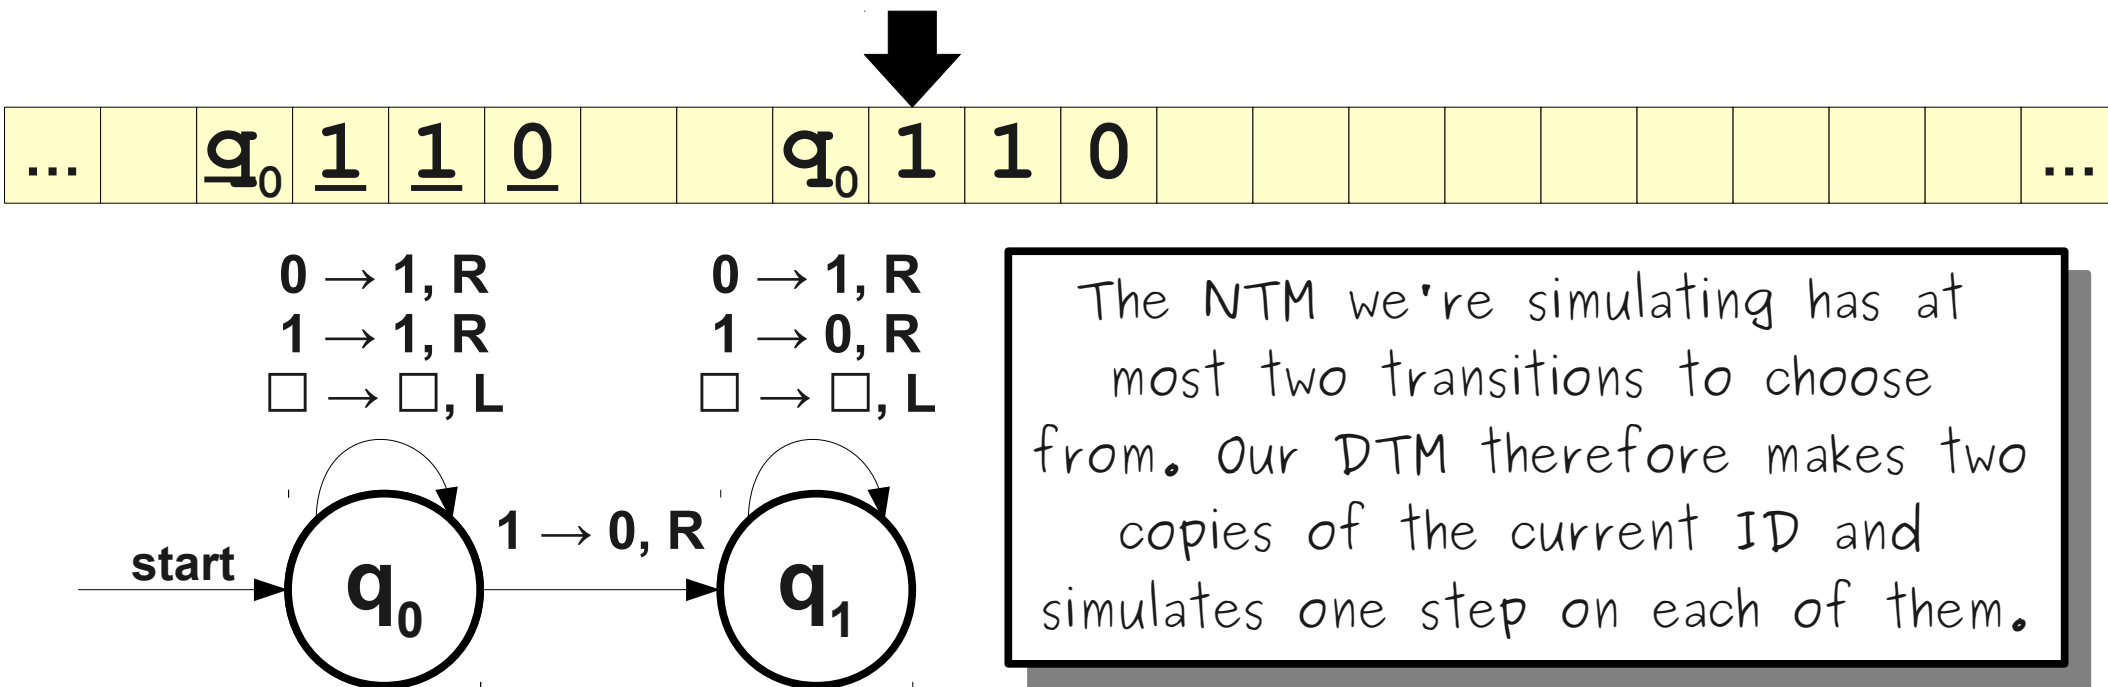 ... q₀ 1 1 0 q₀ 1 1 0 ...
0 → 1, R
1 → 1, R
□ → □, L
0 → 1, R
1 → 0, R
□ → □, L
start
q₀
1 → 0, R
q₁
The NTM we're simulating has at
most two transitions to choose
from. Our DTM therefore makes two
copies of the current ID and
simulates one step on each of them.